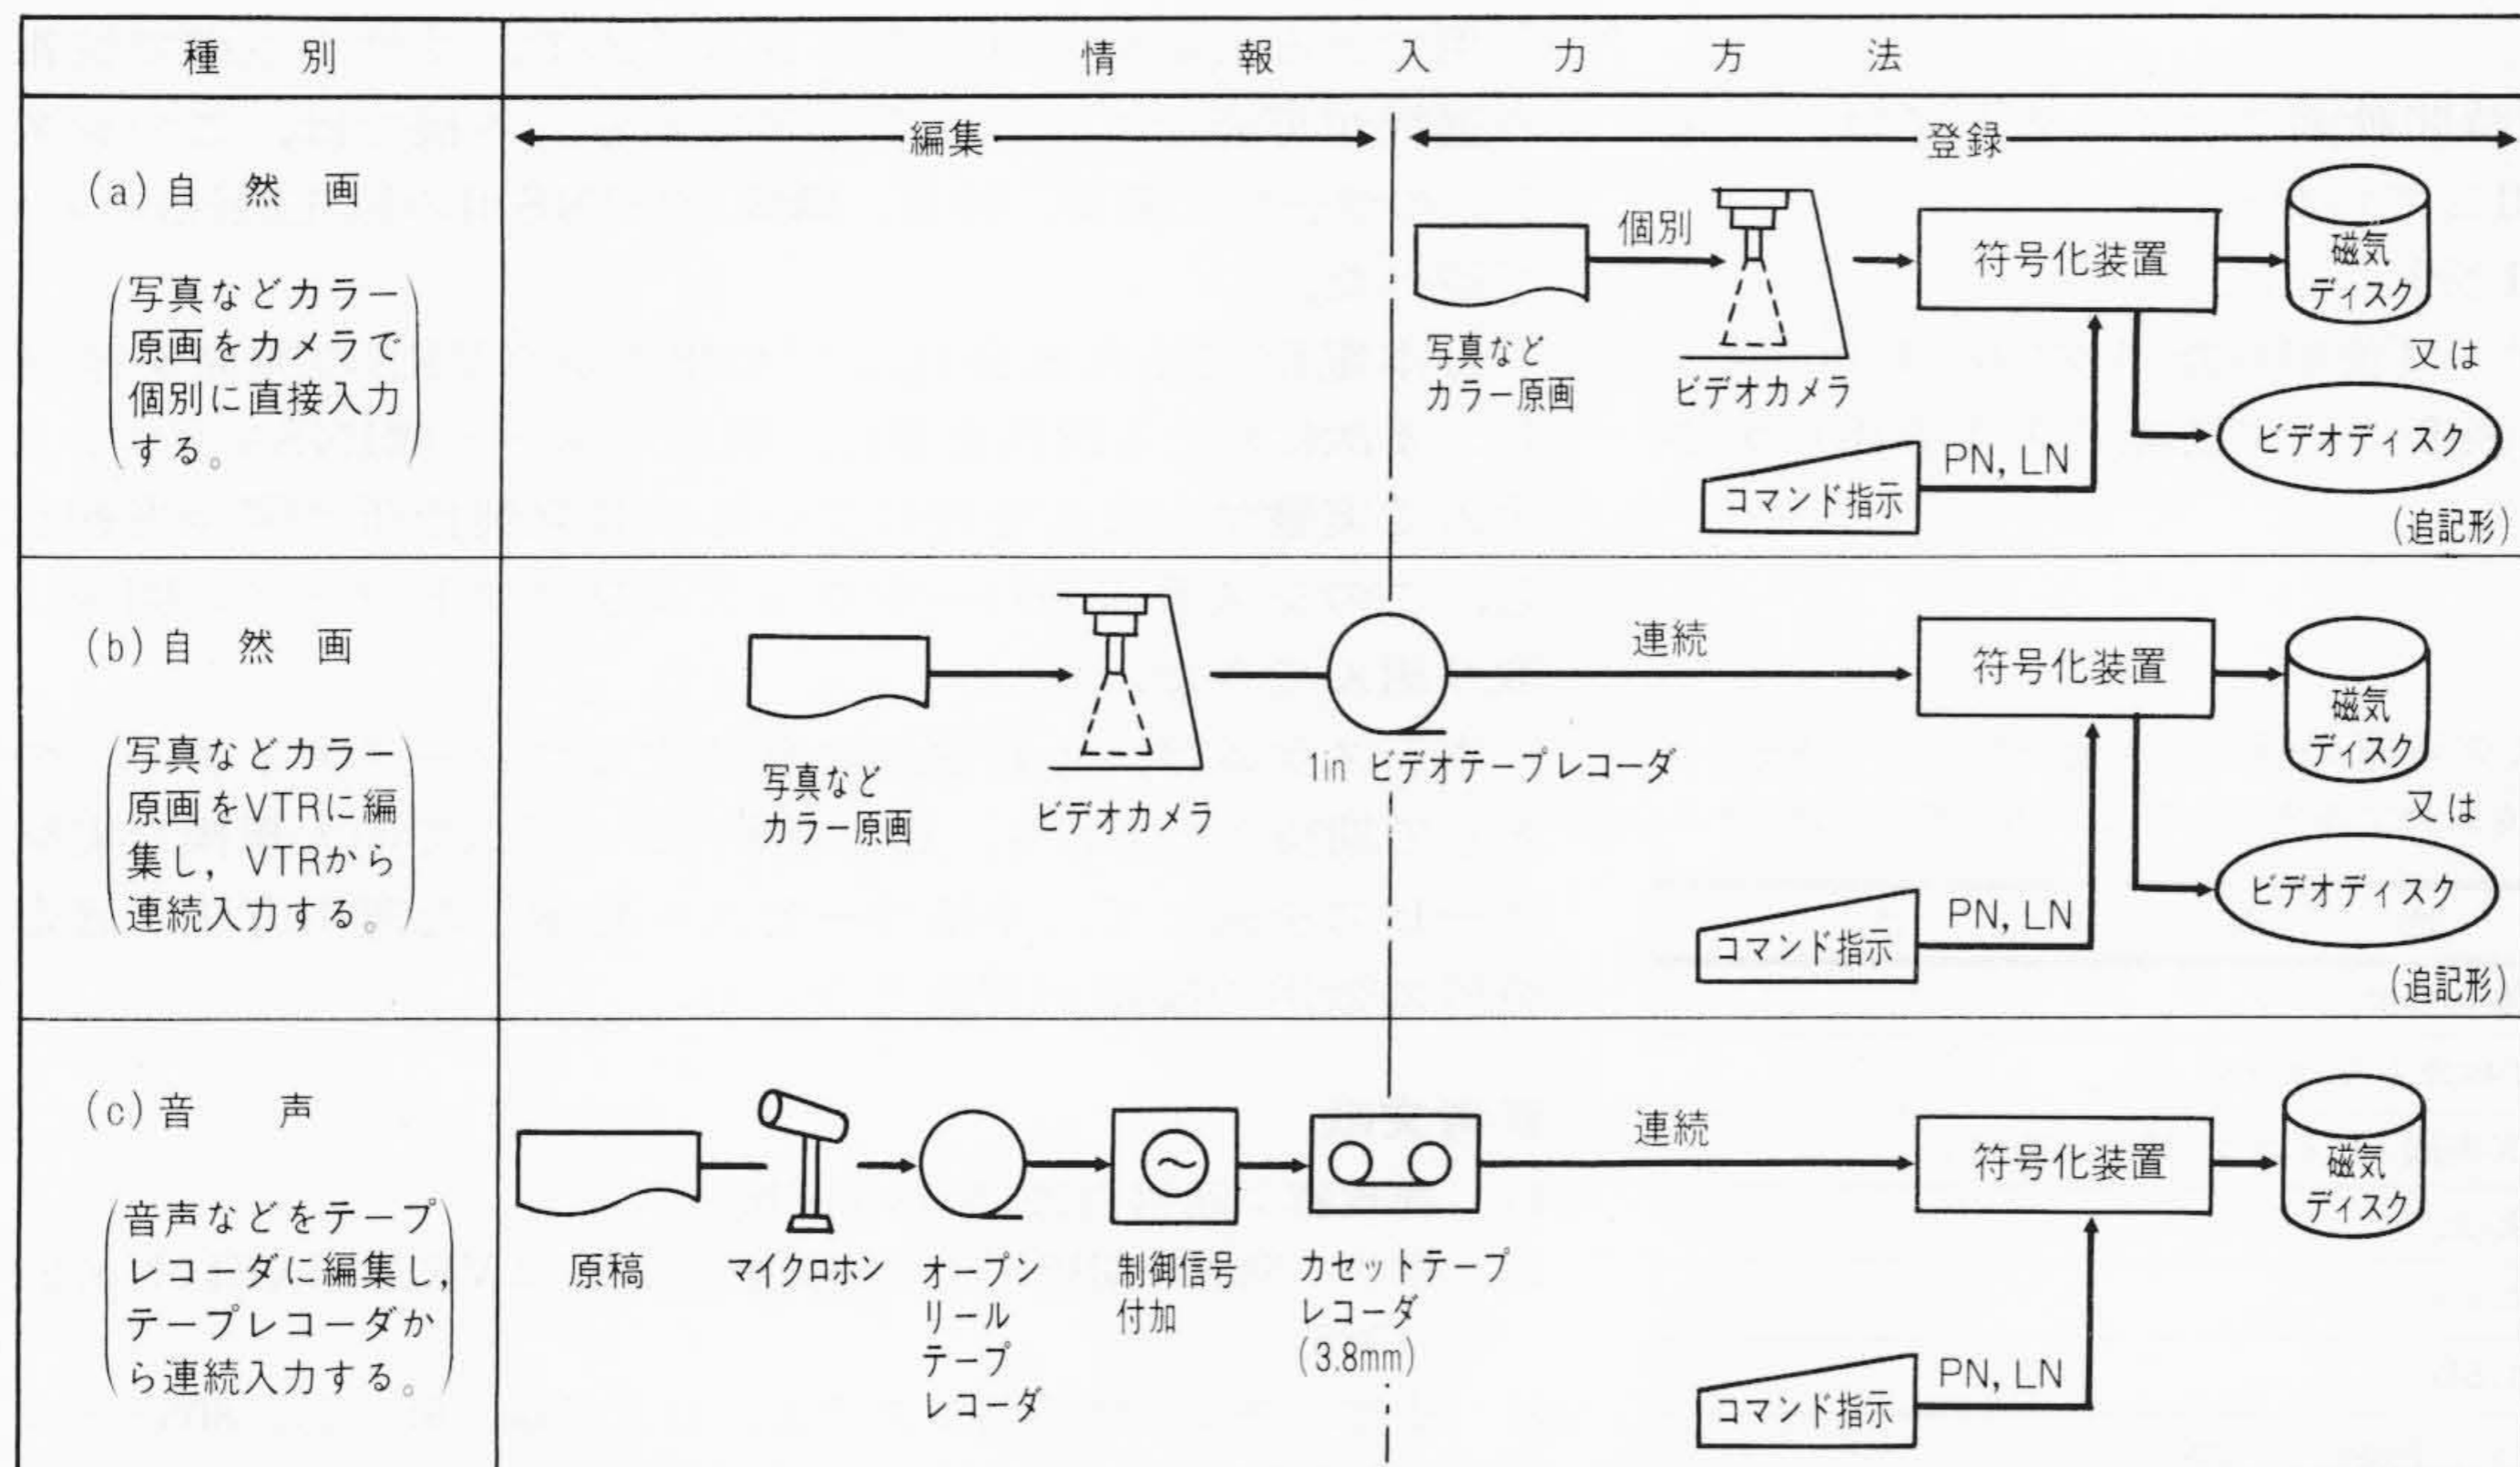 種別
情報入力方法
編集
登録
(a)自然画
(写真などカラー
原画をカメラで
個別に直接入力
する。)
写真など
カラー原画
個別
ビデオカメラ
符号化装置
磁気
ディスク
又は
ビデオディスク
(追記形)
コマンド指示
PN, LN
(b)自然画
(写真などカラー
原画をVTRに編
集し，VTRから
連続入力する。)
写真など
カラー原画
ビデオカメラ
1in ビデオテープレコーダ
連続
符号化装置
磁気
ディスク
又は
ビデオディスク
(追記形)
コマンド指示
PN, LN
(c)音声
(音声などをテープ
レコーダに編集し，
テープレコーダか
ら連続入力する。)
原稿
マイクロホン
オープン
リール
テープ
レコーダ
制御信号
付加
カセットテープ
レコーダ
(3.8mm)
連続
符号化装置
磁気
ディスク
コマンド指示
PN, LN